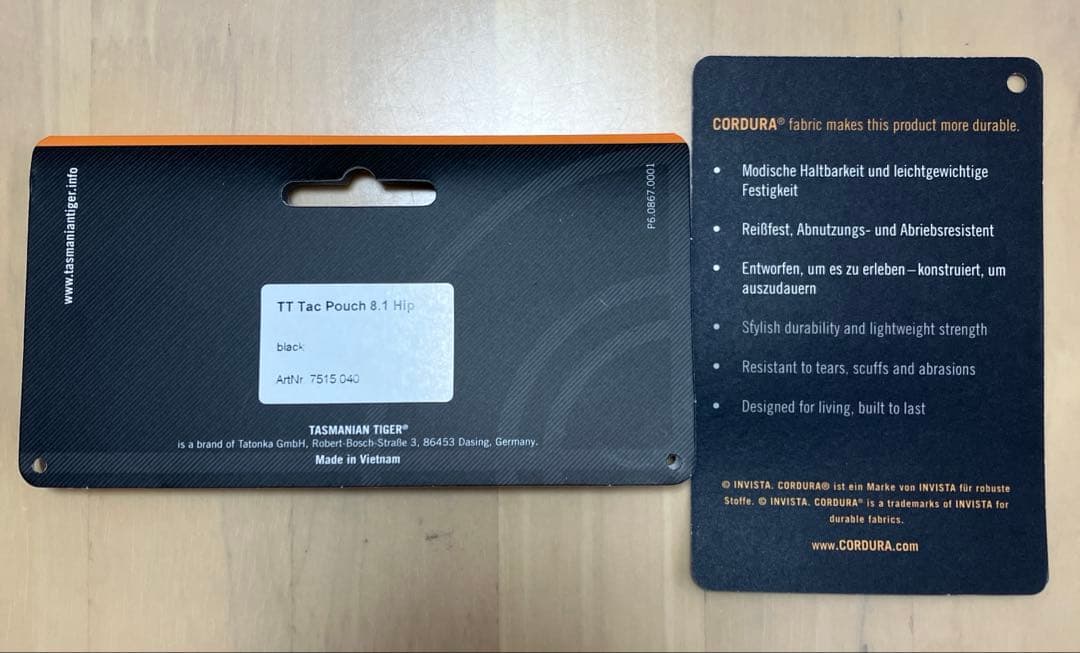 www.tasmaniantiger.info
P6.0867.0001
TT Tac Pouch 8.1 Hip
black
ArtNr. 7515.040
TASMANIAN TIGER®
is a brand of Tatonka GmbH, Robert-Bosch-Straße 3, 86453 Dasing, Germany.
Made in Vietnam
CORDURA® fabric makes this product more durable.
• Modische Haltbarkeit und leichtgewichtige
Festigkeit
• Reißfest, Abnutzungs- und Abriebsresistent
• Entworfen, um es zu erleben – konstruiert, um
auszudauern
• Stylish durability and lightweight strength
• Resistant to tears, scuffs and abrasions
• Designed for living, built to last
© INVISTA. CORDURA® ist ein Marke von INVISTA für robuste
Stoffe. © INVISTA. CORDURA® is a trademarks of INVISTA for
durable fabrics.
www.CORDURA.com